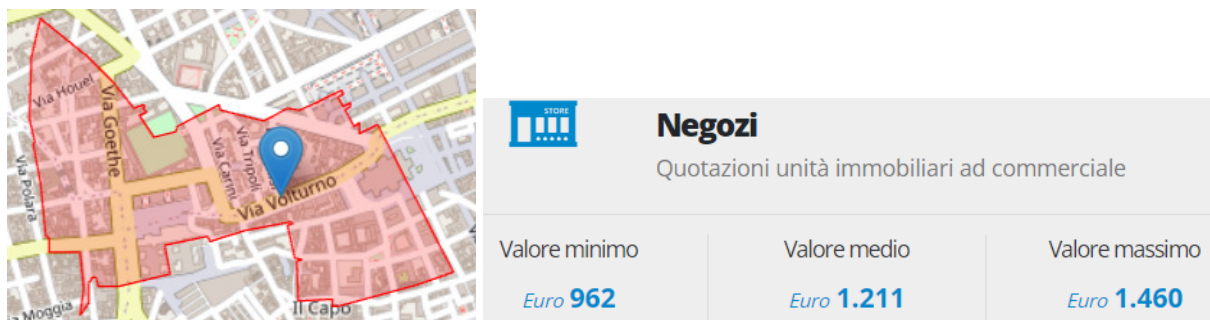 Via Houel
Via Goethe
Via Polara
Via Carini
Via Tripoli
Via Volturno
Il Capo
Moggia
STORE
Negozi
Quotazioni unità immobiliari ad commerciale
Valore minimo
Valore medio
Valore massimo
Euro 962
Euro 1.211
Euro 1.460